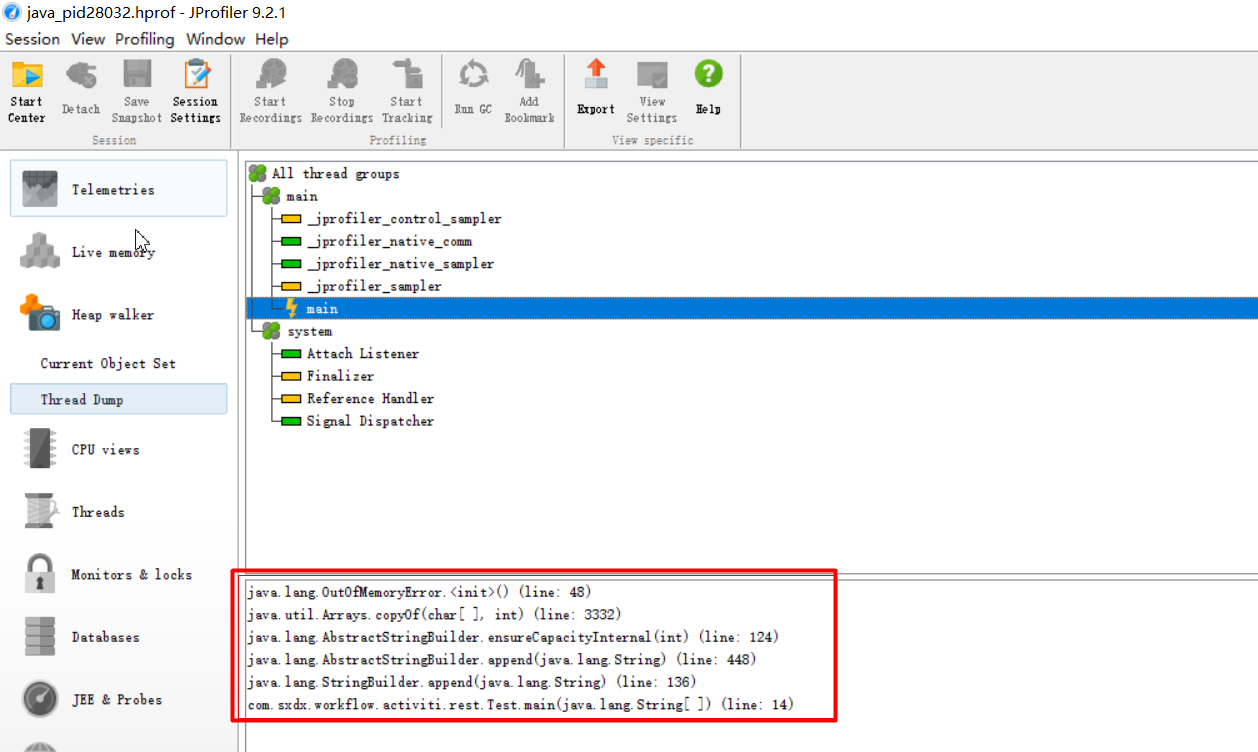 java_pid28032.hprof - JProfiler 9.2.1
Session View Profiling Window Help
Start Center
Detach
Save Snapshot
Session Settings
Start Recordings
Stop Recordings
Start Tracking
Run GC
Add Bookmark
Export
View Settings
Help
Session
Profiling
View specific
Telemetries
Live memory
Heap walker
Current Object Set
Thread Dump
CPU views
Threads
Monitors & locks
Databases
JEE & Probes
All thread groups
main
_jprofiler_control_sampler
_jprofiler_native_comm
_jprofiler_native_sampler
_jprofiler_sampler
main
system
Attach Listener
Finalizer
Reference Handler
Signal Dispatcher
java.lang.OutOfMemoryError.<init>() (line: 48)
java.util.Arrays.copyOf(char[ ], int) (line: 3332)
java.lang.AbstractStringBuilder.ensureCapacityInternal(int) (line: 124)
java.lang.AbstractStringBuilder.append(java.lang.String) (line: 448)
java.lang.StringBuilder.append(java.lang.String) (line: 136)
com.sxdx.workflow.activiti.rest.Test.main(java.lang.String[ ]) (line: 14)